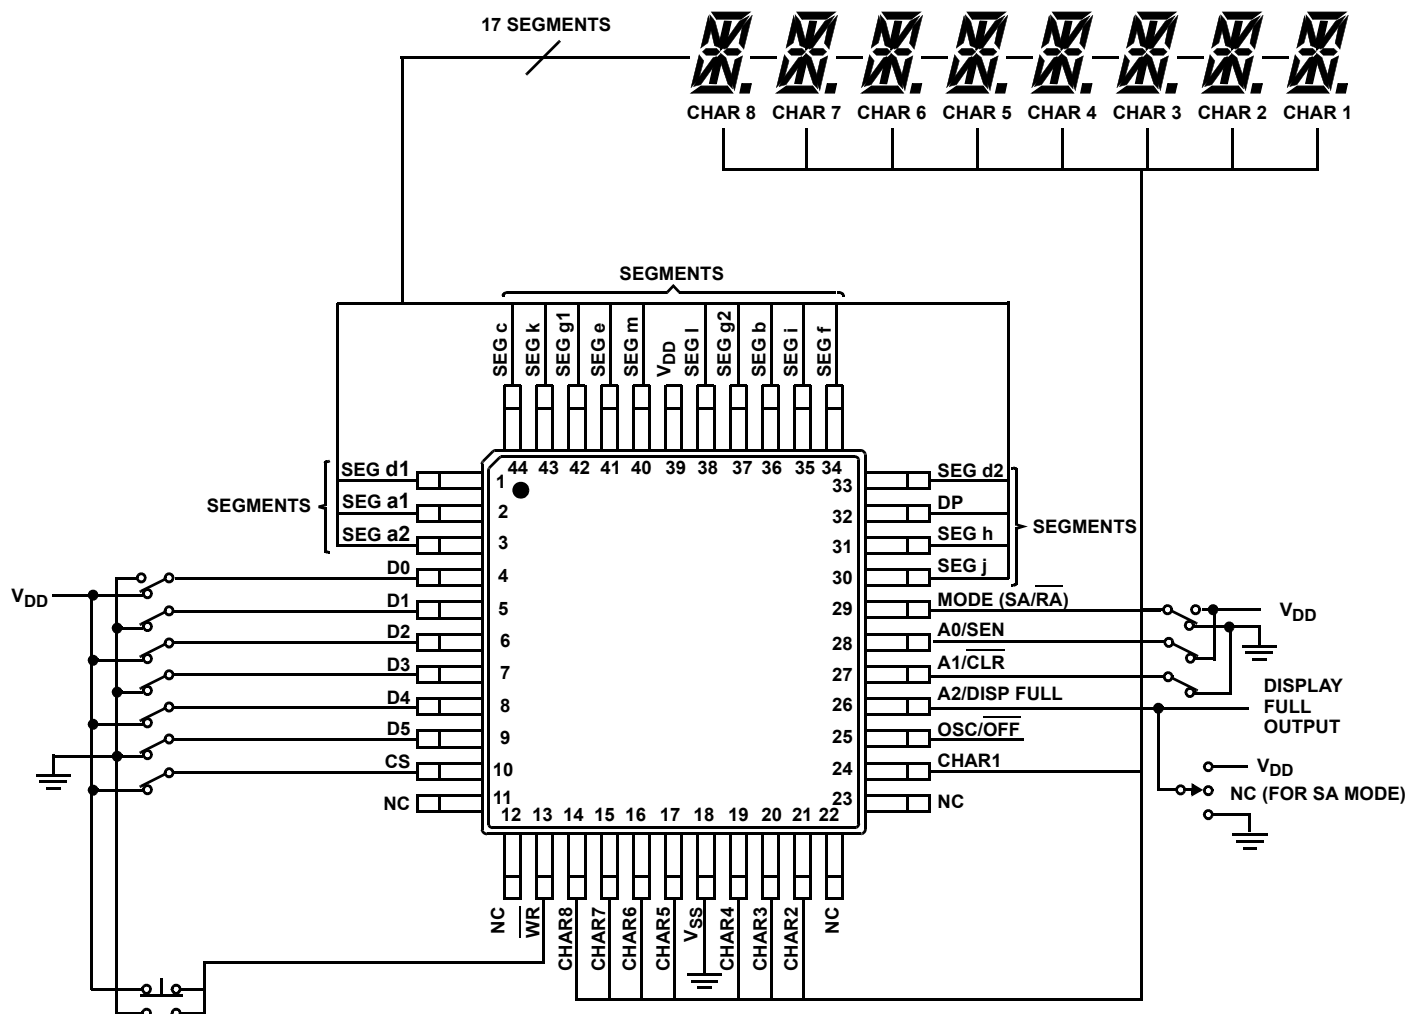 17 SEGMENTS
CHAR 8 CHAR 7 CHAR 6 CHAR 5 CHAR 4 CHAR 3 CHAR 2 CHAR 1
SEGMENTS
SEG c
SEG k
SEG g1
SEG e
SEG m
VDD
SEG l
SEG g2
SEG b
SEG i
SEG f
44 43 42 41 40 39 38 37 36 35 34
SEGMENTS
SEG d1
SEG a1
SEG a2
D0
D1
D2
D3
D4
D5
CS
NC
VDD
1
2
3
4
5
6
7
8
9
10
11
33
32
31
30
29
28
27
26
25
24
23
SEG d2
DP
SEG h
SEG j
SEGMENTS
MODE (SA/RA)
A0/SEN
A1/CLR
A2/DISP FULL
OSC/OFF
CHAR1
NC
VDD
DISPLAY
FULL
OUTPUT
VDD
NC (FOR SA MODE)
12 13 14 15 16 17 18 19 20 21 22
NC
WR
CHAR8
CHAR7
CHAR6
CHAR5
VSS
CHAR4
CHAR3
CHAR2
NC